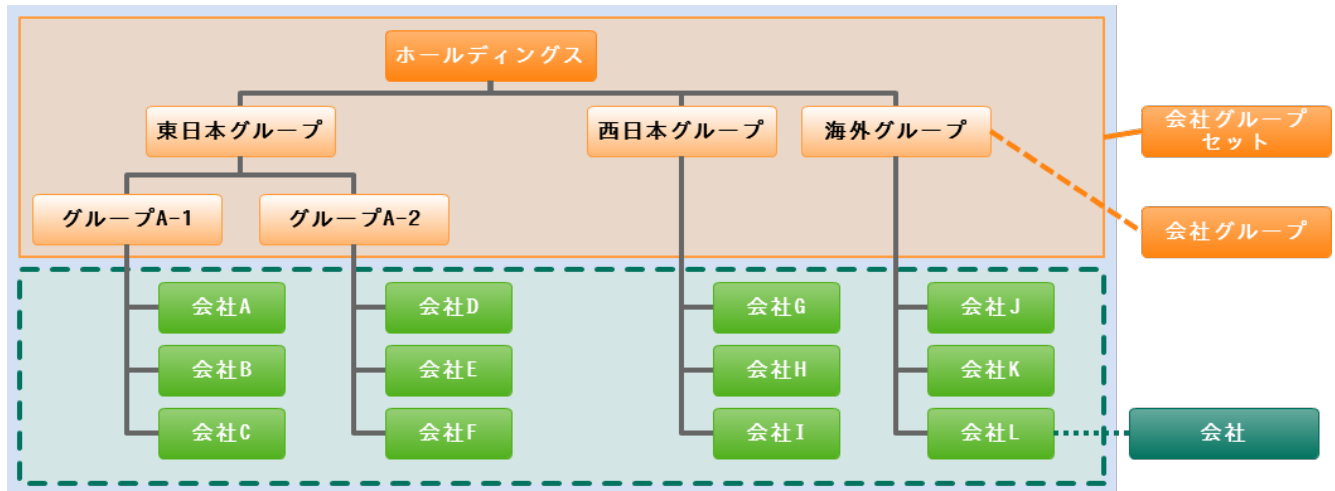 ホールディングス
東日本グループ
西日本グループ
海外グループ
会社グループ
セット
グループA-1
グループA-2
会社グループ
会社A
会社D
会社G
会社J
会社B
会社E
会社H
会社K
会社C
会社F
会社I
会社L
会社